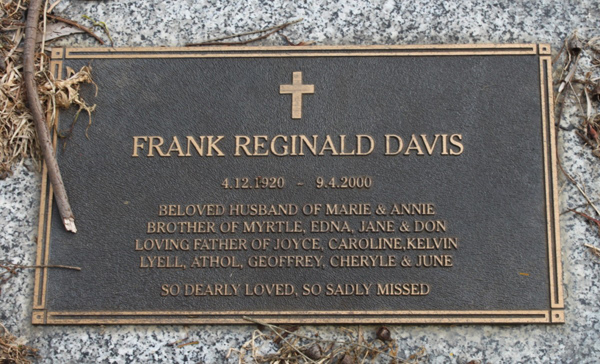 FRANK REGINALD DAVIS
4.12.1920 - 9.4.2000
BELOVED HUSBAND OF MARIE & ANNIE
BROTHER OF MYRTLE, EDNA, JANE & DON
LOVING FATHER OF JOYCE, CAROLINE,KELVIN
LYELL, ATHOL, GEOFFREY, CHERYLE & JUNE
SO DEARLY LOVED, SO SADLY MISSED